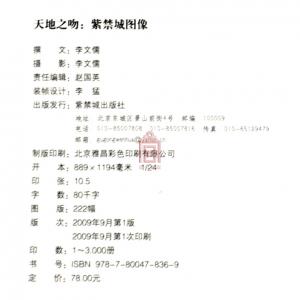 天地之吻：紫禁城图像
撰 文：李文儒
摄 影：李文儒
责任编辑：赵国英
装帧设计：李 猛
出版发行：紫禁城出版社
地址：北京东城区景山前街4号 邮编：100009
电话：010-85007808 010-85007816 传真：010-65129479
制版印刷：北京雅昌彩色印刷有限公司
开 本：889×1194毫米 1/24
印 张：10.5
字 数：80千字
图 版：222幅
版 次：2009年9月第1版
2009年9月第1次印刷
印 数：1～3,000册
书 号：ISBN 978-7-80047-836-9
定 价：78.00元